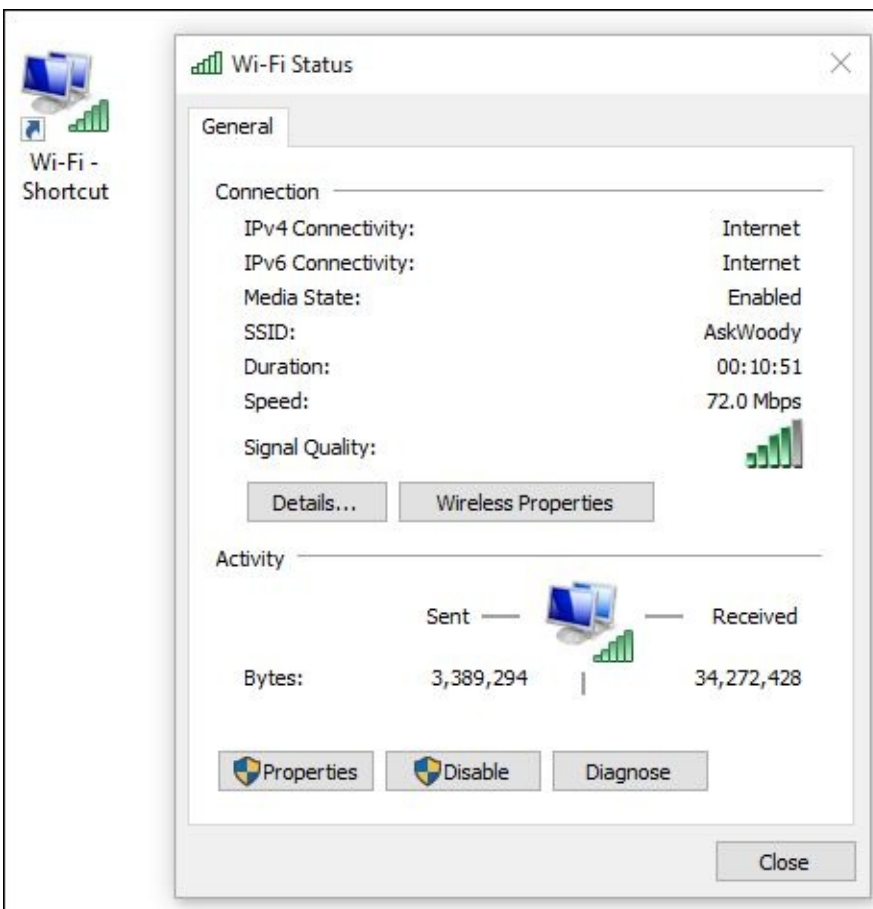 Wi-Fi -
Shortcut
Wi-Fi Status
General
Connection
IPv4 Connectivity: Internet
IPv6 Connectivity: Internet
Media State: Enabled
SSID: AskWoody
Duration: 00:10:51
Speed: 72.0 Mbps
Signal Quality:
Details... Wireless Properties
Activity
Sent Received
Bytes: 3,389,294 34,272,428
Properties Disable Diagnose
Close